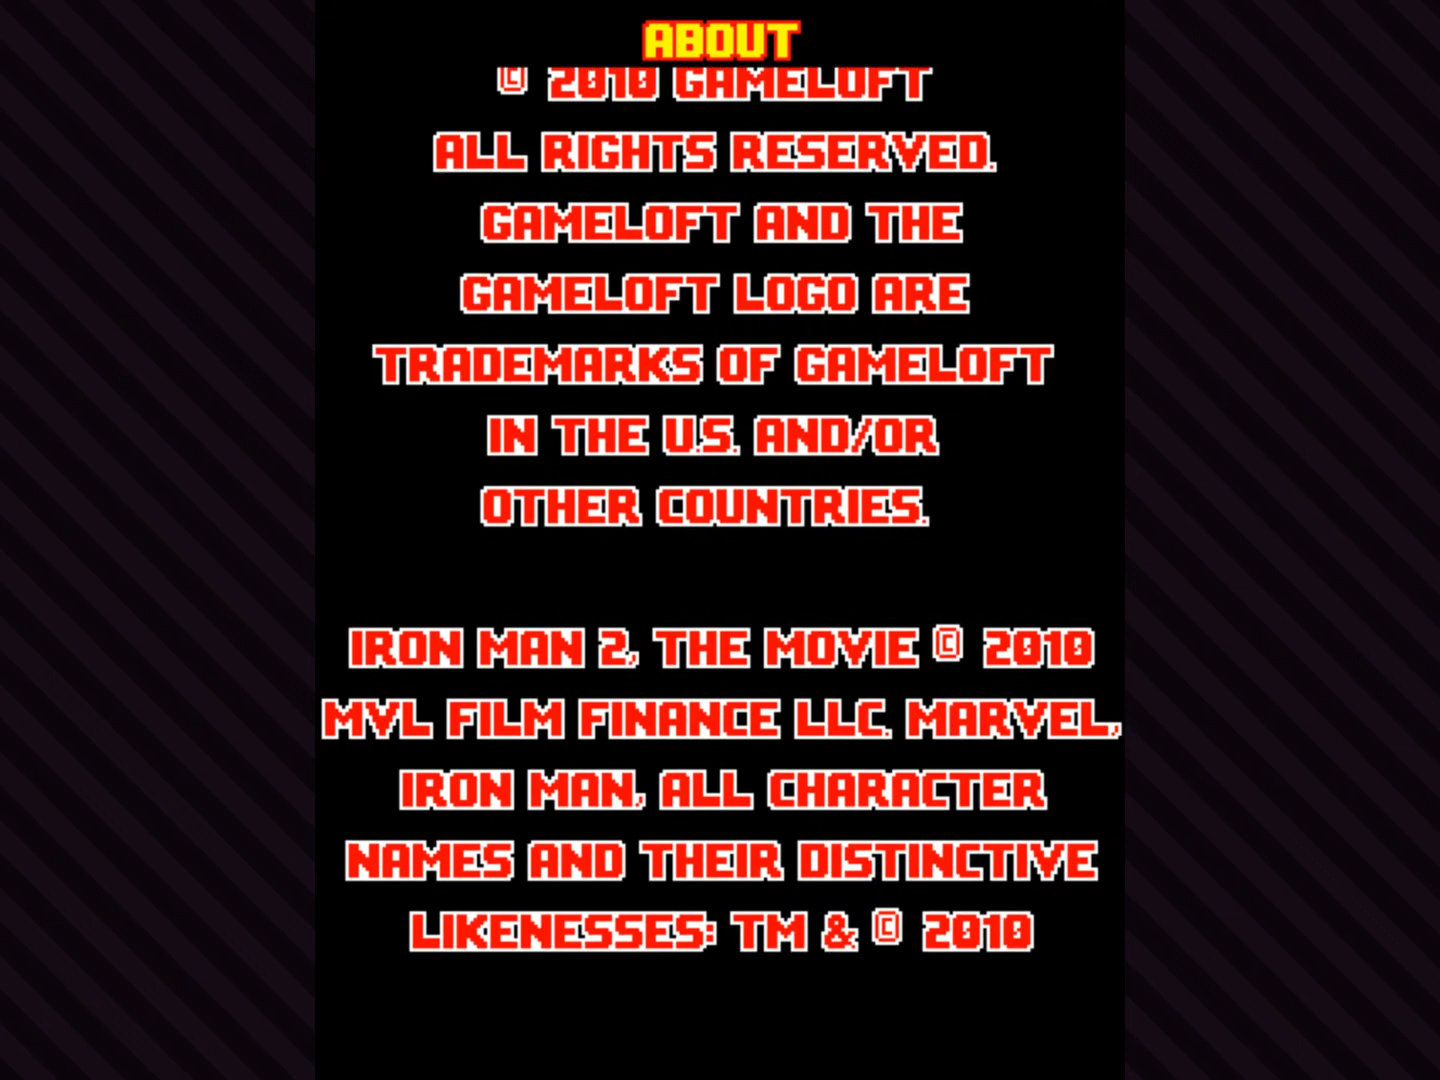 ABOUT
© 2010 GAMELOFT
ALL RIGHTS RESERVED.
GAMELOFT AND THE
GAMELOFT LOGO ARE
TRADEMARKS OF GAMELOFT
IN THE U.S. AND/OR
OTHER COUNTRIES.
IRON MAN 2, THE MOVIE © 2010
MVL FILM FINANCE LLC. MARVEL,
IRON MAN, ALL CHARACTER
NAMES AND THEIR DISTINCTIVE
LIKENESSES: TM & © 2010